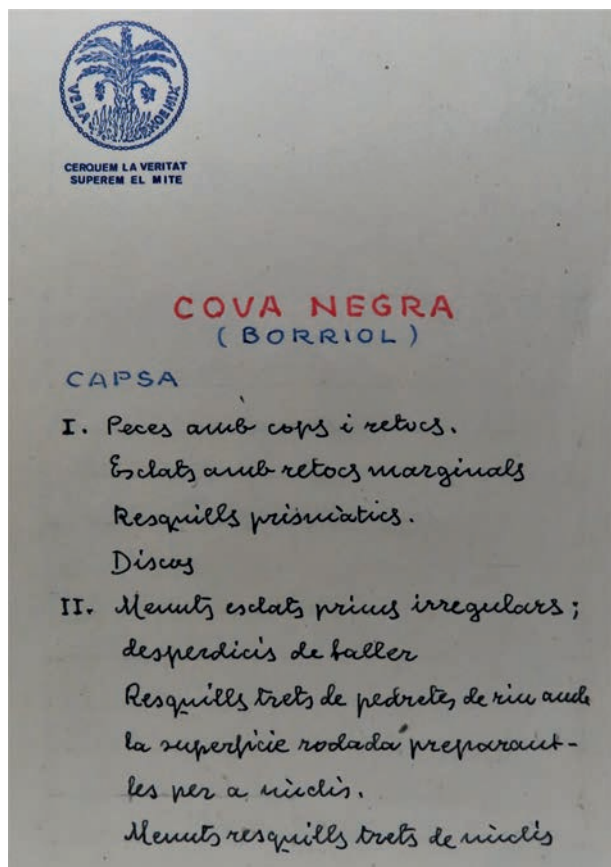 VERA PHOENIX
CERQUEM LA VERITAT
SUPEREM EL MITE
COVA NEGRA
(BORRIOL)
CAPSA
I. Peces amb cops i retocs.
Esclats amb retocs marginals
Resquills prismàtics.
Discos
II. Menuts esclats prims irregulars;
desperdicis de taller
Resquills trets de pedretes de riu amb
la superfície rodada preparant-
les per a nuclis.
Menuts resquills trets de nuclis